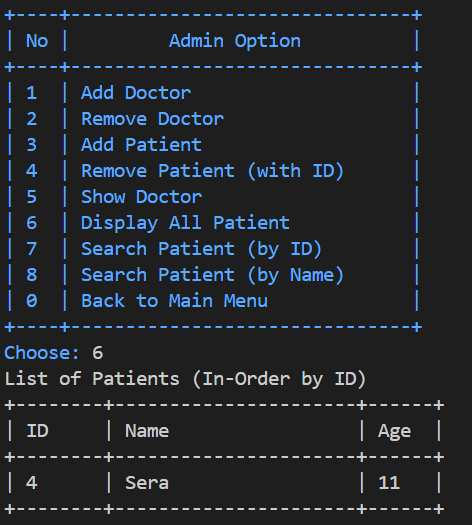 +----+--------------------------------+
| No |         Admin Option          |
+----+--------------------------------+
| 1  | Add Doctor                    |
| 2  | Remove Doctor                 |
| 3  | Add Patient                   |
| 4  | Remove Patient (with ID)      |
| 5  | Show Doctor                   |
| 6  | Display All Patient           |
| 7  | Search Patient (by ID)        |
| 8  | Search Patient (by Name)      |
| 0  | Back to Main Menu             |
+----+--------------------------------+
Choose: 6
List of Patients (In-Order by ID)
+--------+----------------------+------+
| ID     | Name                 | Age  |
+--------+----------------------+------+
| 4      | Sera                 | 11   |
+--------+----------------------+------+